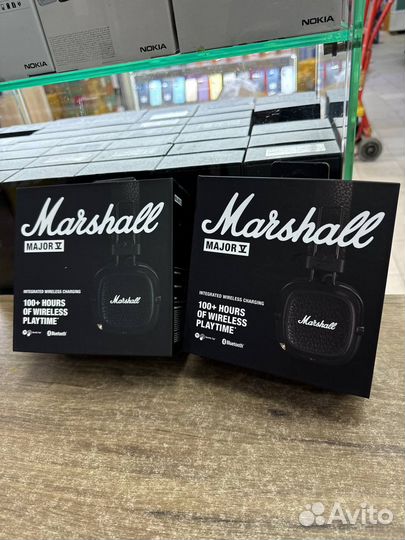 NOKIA
NOKIA
NOKIA
Marshall
MAJOR V
Marshall
INTEGRATED WIRELESS CHARGING
100+ HOURS
OF WIRELESS
PLAYTIME*
Bluetooth®
Marshall
MAJOR V
Marshall
INTEGRATED WIRELESS CHARGING
100+ HOURS
OF WIRELESS
PLAYTIME*
Bluetooth®
Avito